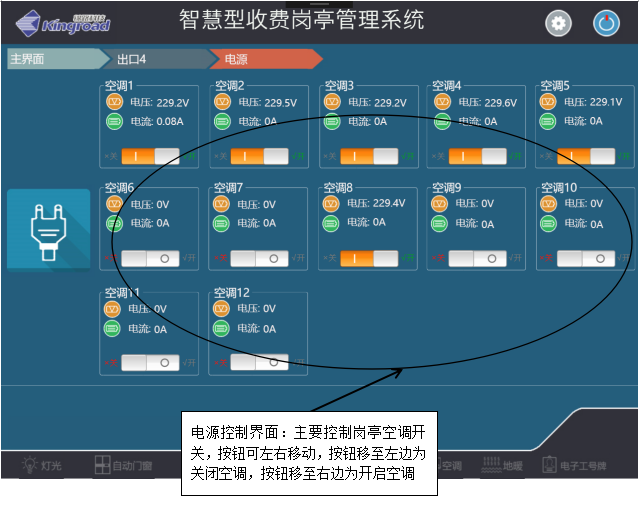 Kingroad
智慧型收费岗亭管理系统
主界面
出口4
电源
空调1
电压: 229.2V
电流: 0.08A
×关
√开
空调2
电压: 229.5V
电流: 0A
×关
√开
空调3
电压: 229.2V
电流: 0A
×关
√开
空调4
电压: 229.6V
电流: 0A
×关
√开
空调5
电压: 229.1V
电流: 0A
×关
√开
空调6
电压: 0V
电流: 0A
√开
空调7
电压: 0V
电流: 0A
×关
√开
空调8
电压: 229.4V
电流: 0A
×关
√开
空调9
电压: 0V
电流: 0A
×关
√开
空调10
电压: 0V
电流: 0A
×关
√开
空调11
电压: 0V
电流: 0A
×关
√开
空调12
电压: 0V
电流: 0A
×关
√开
电源控制界面：主要控制岗亭空调开
关，按钮可左右移动，按钮移至左边为
关闭空调，按钮移至右边为开启空调
灯光
自动门窗
空调
地暖
电子工号牌